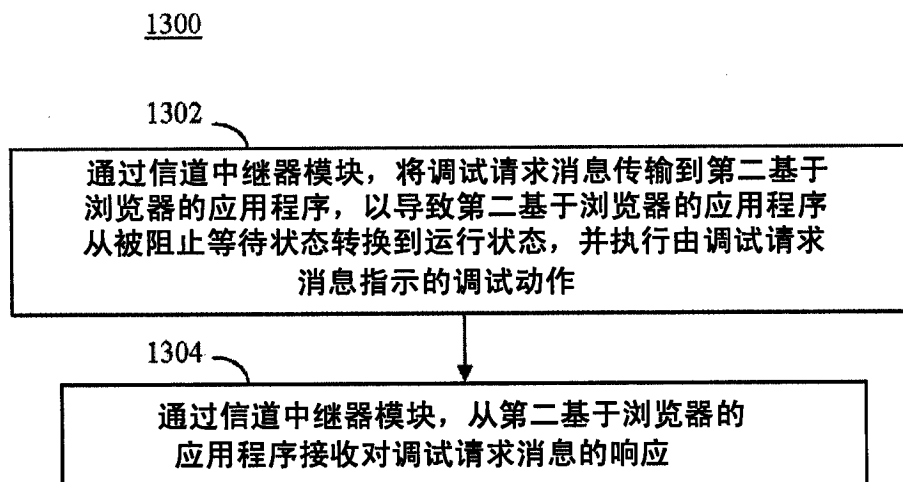 1300
1302
通过信道中继器模块，将调试请求消息传输到第二基于
浏览器的应用程序，以导致第二基于浏览器的应用程序
从被阻止等待状态转换到运行状态，并执行由调试请求
消息指示的调试动作
1304
通过信道中继器模块，从第二基于浏览器的
应用程序接收对调试请求消息的响应